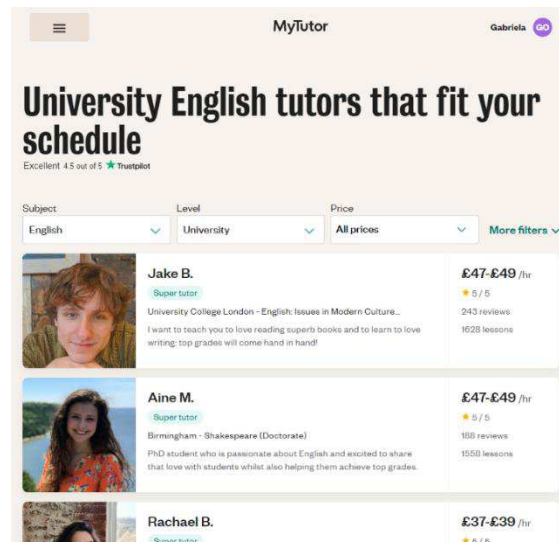 MyTutor
Gabriela GO
University English tutors that fit your
schedule
Excellent 4.5 out of 5 Trustpilot
Subject Level Price
English University All prices More filters
Jake B. £47-£49 /hr
Super tutor 5 / 5
University College London - English: Issues in Modern Culture... 243 reviews
I want to teach you to love reading superb books and to learn to love 1628 lessons
writing: top grades will come hand in hand!
Aine M. £47-£49 /hr
Super tutor 5 / 5
Birmingham - Shakespeare (Doctorate) 188 reviews
PhD student who is passionate about English and excited to share 1558 lessons
that love with students whilst also helping them achieve top grades.
Rachael B. £37-£39 /hr
Super tutor 5 / 5